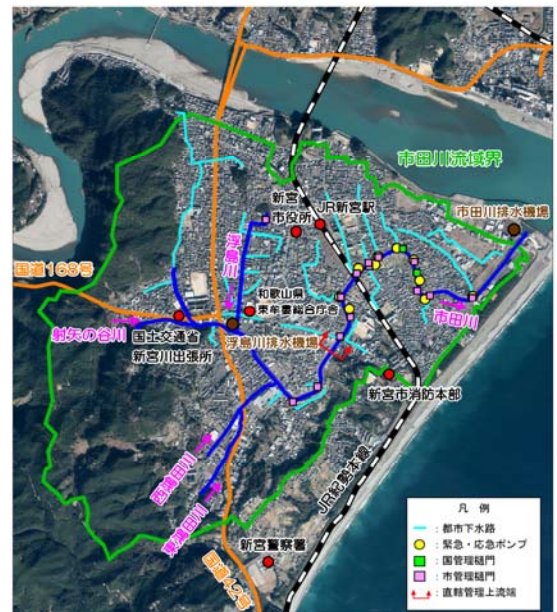 市田川流域界
新宮
市役所
JR新宮駅
市田川排水機場
国道168号
浮島川
和歌山県
東牟婁総合庁舎
射矢の谷川
国土交通省
新宮川出張所
浮島川排水機場
市田川
新宮市消防本部
西鴻田川
東鴻田川
JR紀勢本線
新宮警察署
国道42号
凡 例
：都市下水路
：緊急・応急ポンプ
：国管理樋門
：市管理樋門
：直轄管理上流端